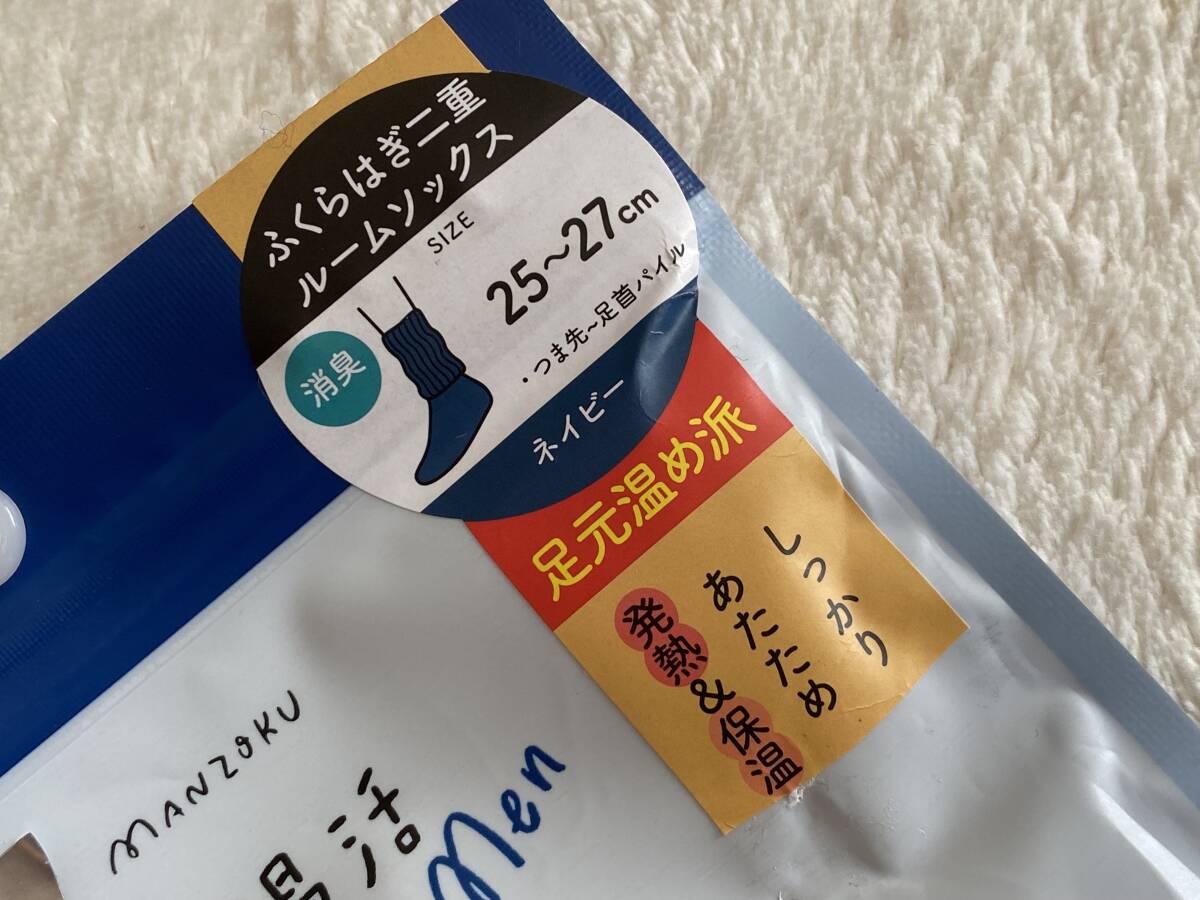 ふくらはぎ二重
ルームソックス
SIZE
25～27cm
・つま先～足首パイル
消臭
ネイビー
足元温め派
しっかり
あたため
発熱&保温
MANZOKU
活
Men